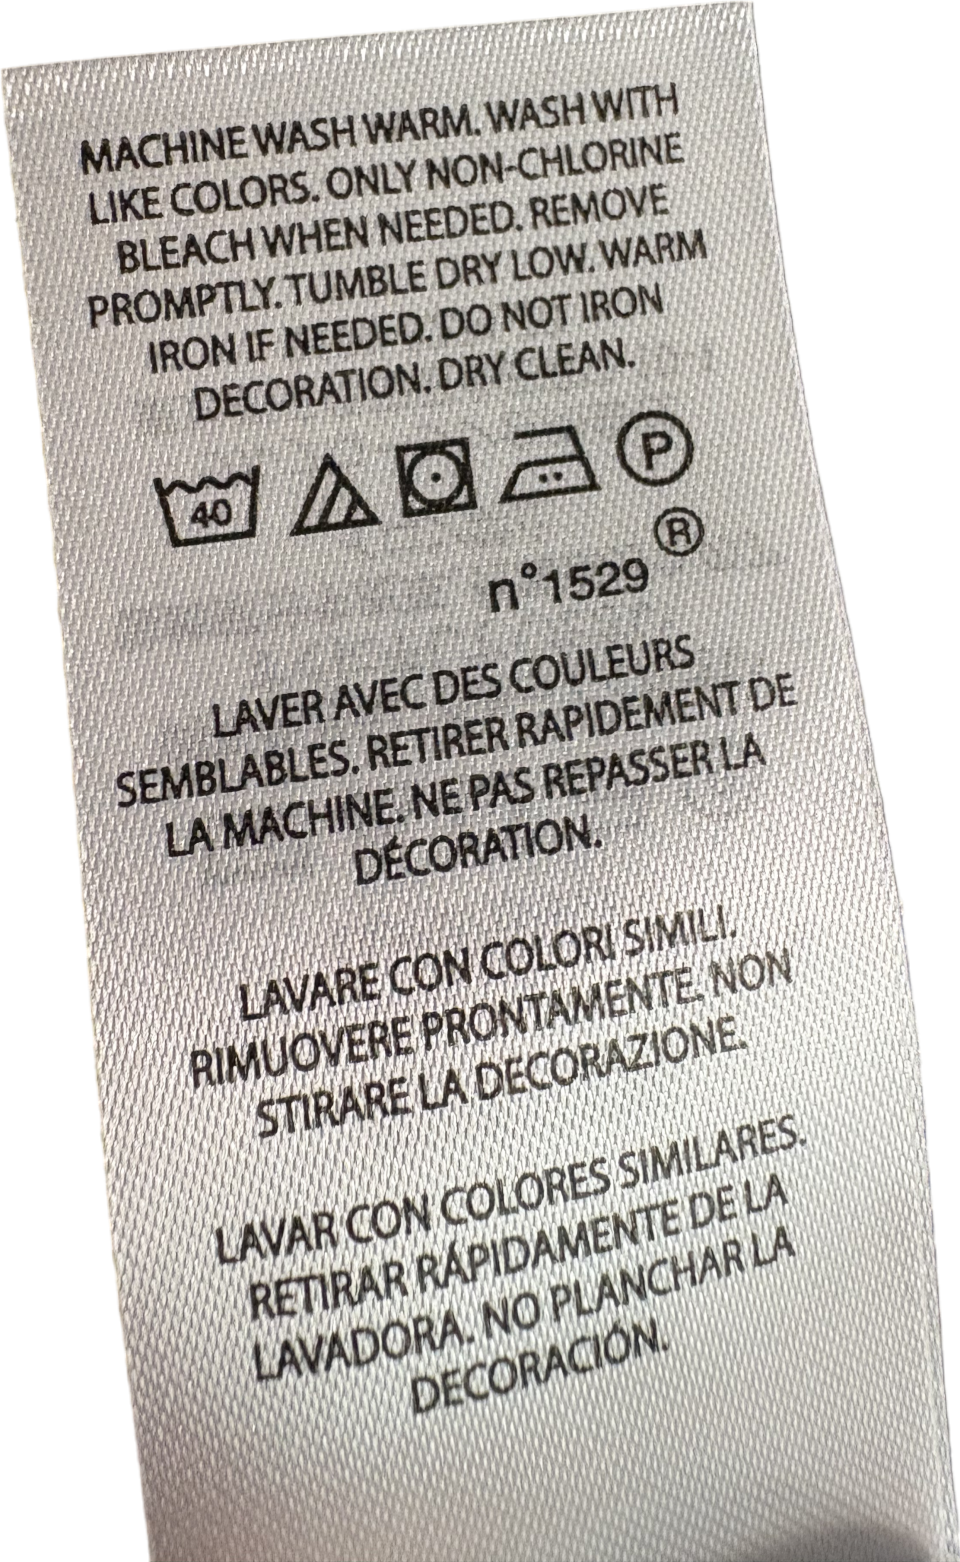 MACHINE WASH WARM. WASH WITH
LIKE COLORS. ONLY NON-CHLORINE
BLEACH WHEN NEEDED. REMOVE
PROMPTLY. TUMBLE DRY LOW. WARM
IRON IF NEEDED. DO NOT IRON
DECORATION. DRY CLEAN.
40 P
n°1529 ®
LAVER AVEC DES COULEURS
SEMBLABLES. RETIRER RAPIDEMENT DE
LA MACHINE. NE PAS REPASSER LA
DÉCORATION.
LAVARE CON COLORI SIMILI.
RIMUOVERE PRONTAMENTE. NON
STIRARE LA DECORAZIONE.
LAVAR CON COLORES SIMILARES.
RETIRAR RÁPIDAMENTE DE LA
LAVADORA. NO PLANCHAR LA
DECORACIÓN.